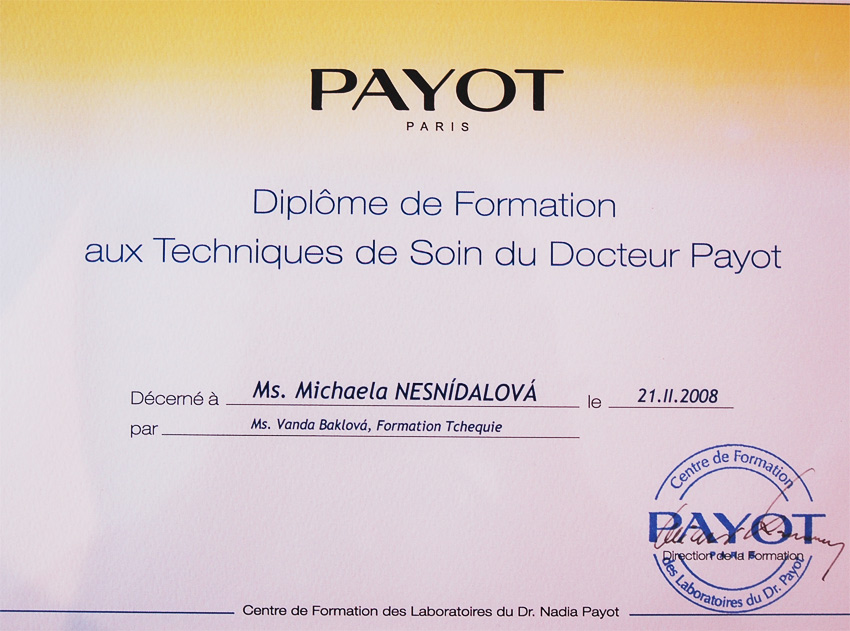 PAYOT
PARIS
Diplôme de Formation
aux Techniques de Soin du Docteur Payot
Décerné à Ms. Michaela NESNÍDALOVÁ le 21.II.2008
par Ms. Vanda Baklová, Formation Tchequie
Centre de Formation
PAYOT
PARIS
Direction de la Formation
des Laboratoires du Dr. Payot
Centre de Formation des Laboratoires du Dr. Nadia Payot